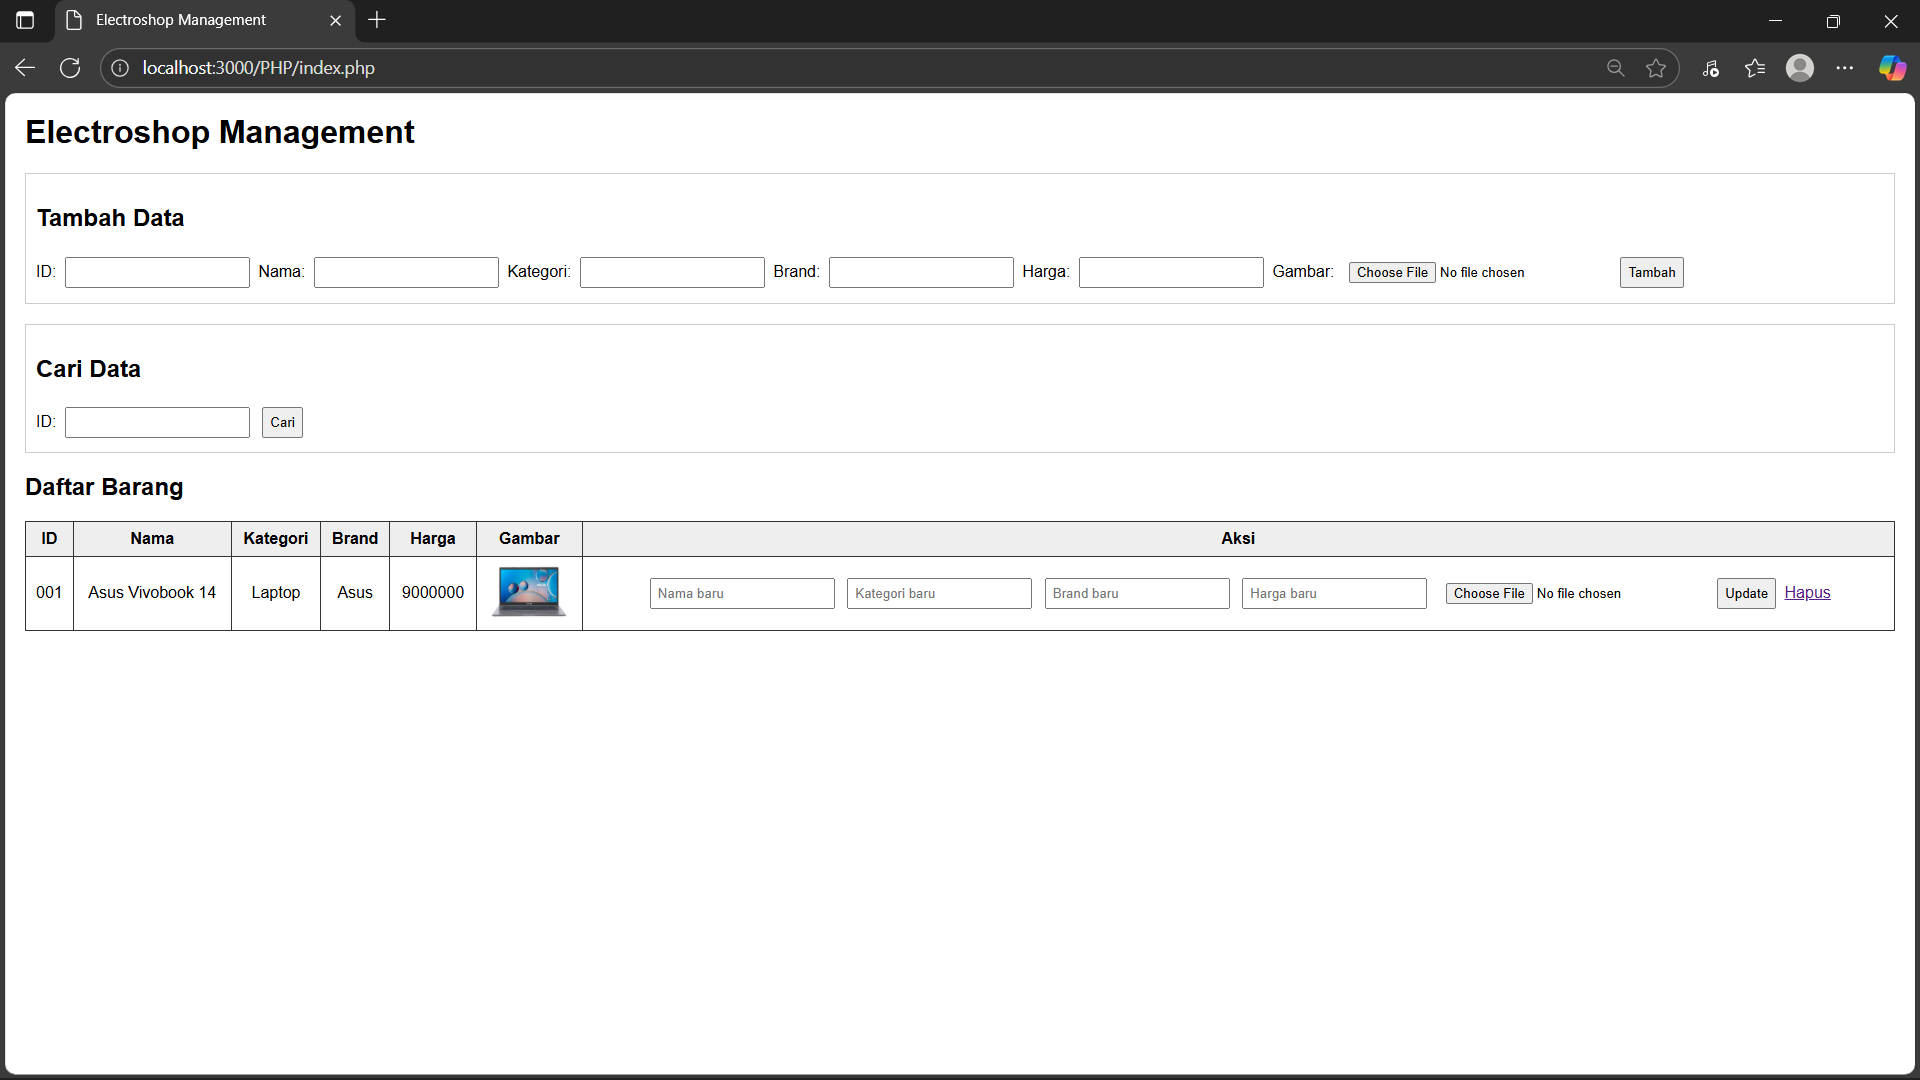 Electroshop Management
localhost:3000/PHP/index.php
Electroshop Management
Tambah Data
ID: Nama: Kategori: Brand: Harga: Gambar: Choose File No file chosen Tambah
Cari Data
ID: Cari
Daftar Barang
ID Nama Kategori Brand Harga Gambar Aksi
001 Asus Vivobook 14 Laptop Asus 9000000 Nama baru Kategori baru Brand baru Harga baru Choose File No file chosen Update Hapus